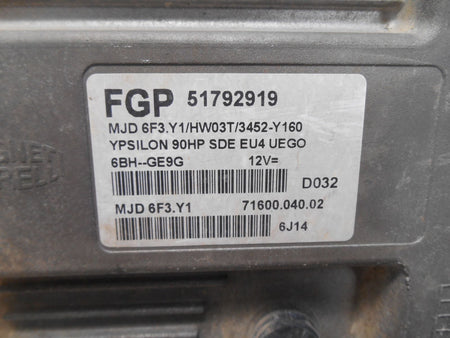 FGP 51792919
MJD 6F3.Y1/HW03T/3452-Y160
YPSILON 90HP SDE EU4 UEGO
6BH--GE9G 12V=
D032
MJD 6F3.Y1 71600.040.02
6J14